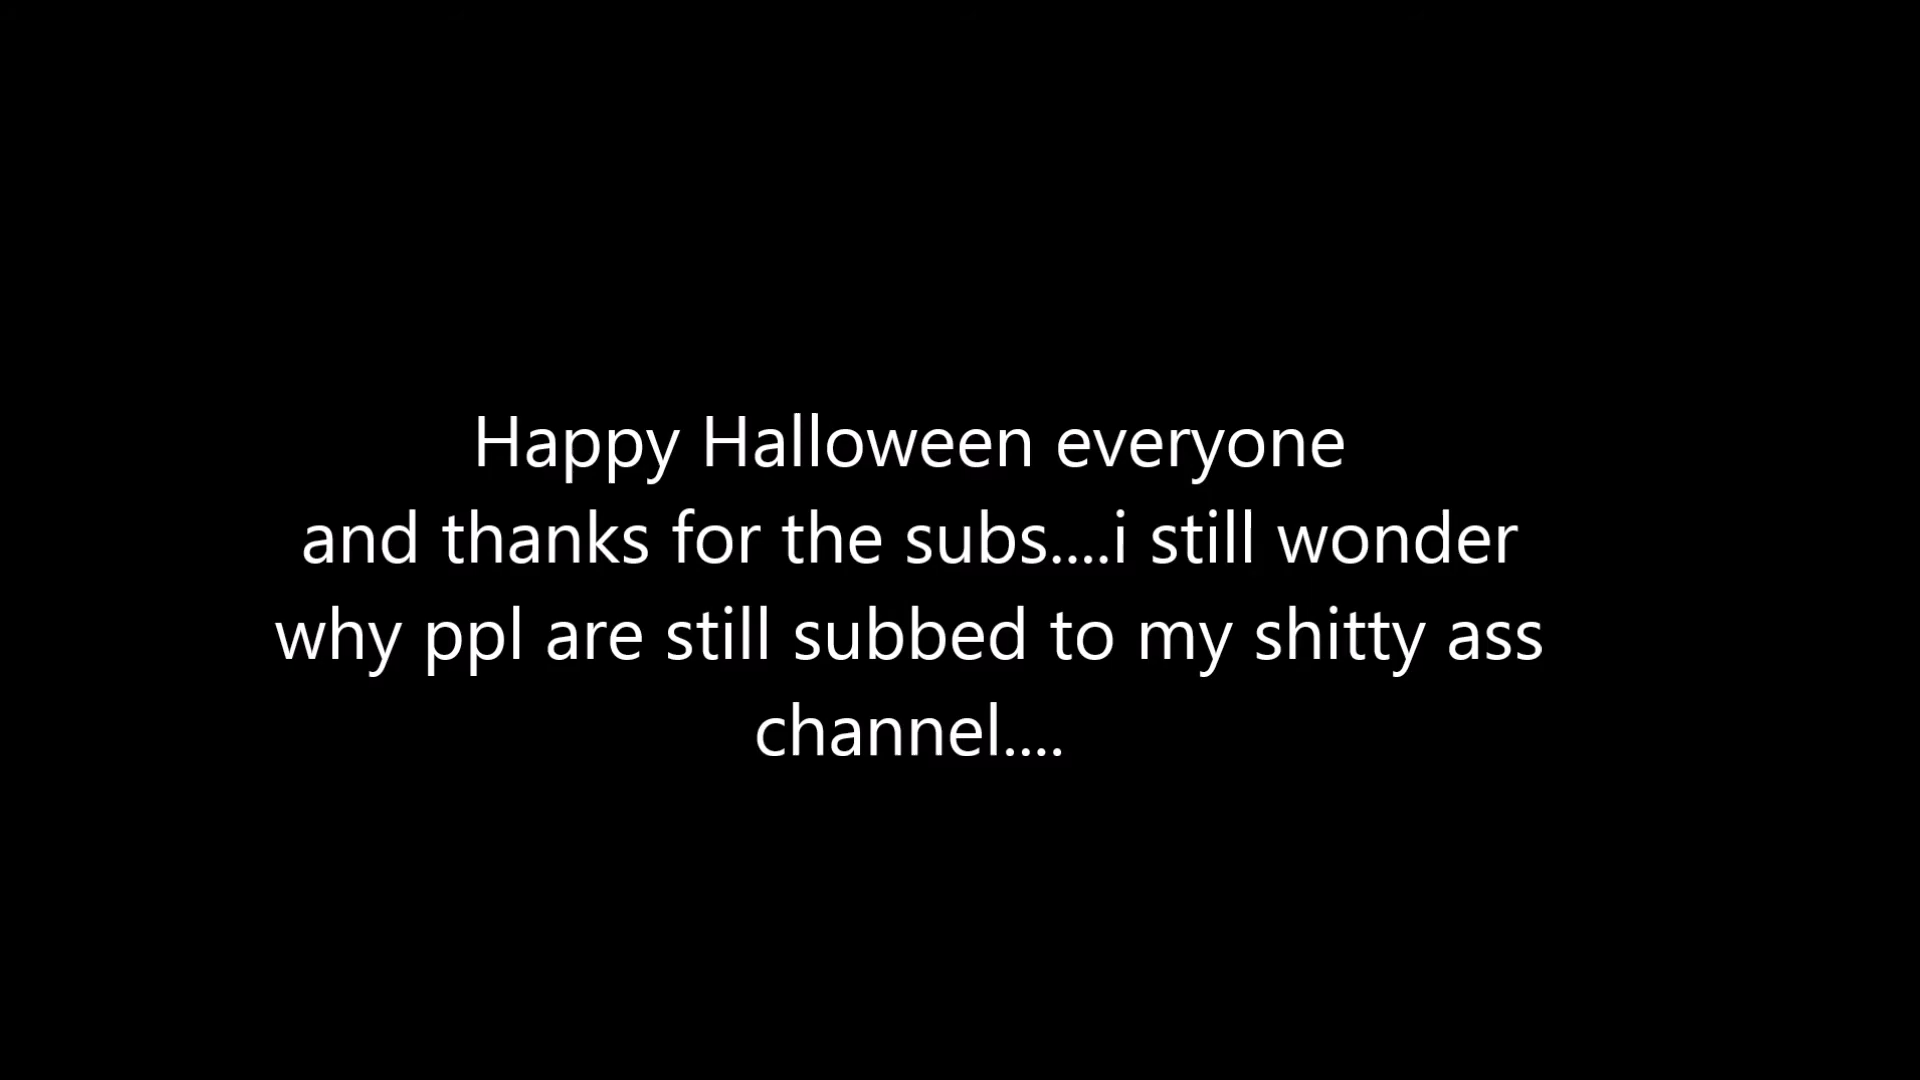 Happy Halloween everyone
and thanks for the subs....i still wonder
why ppl are still subbed to my shitty ass
channel....